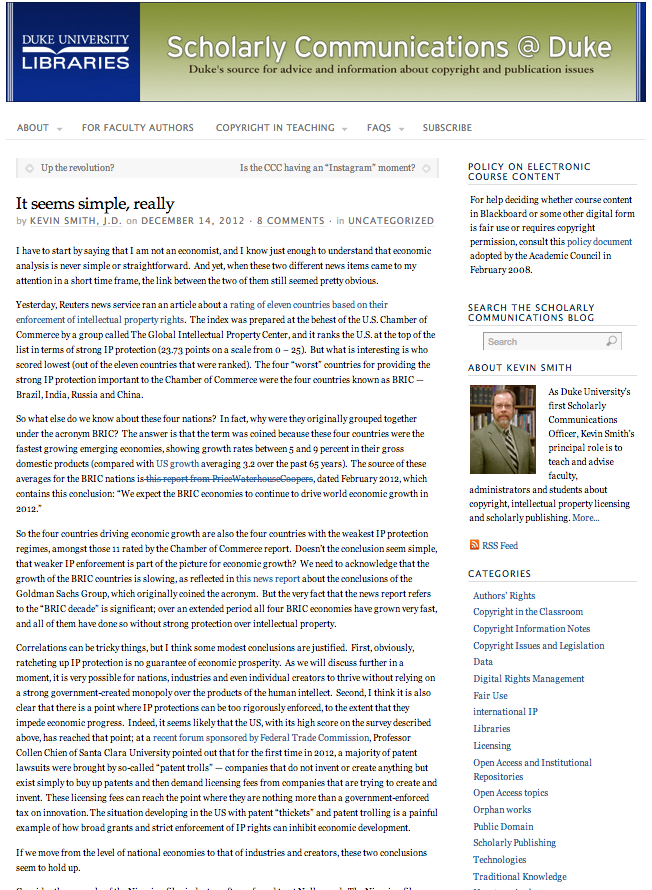 DUKE UNIVERSITY
LIBRARIES
Scholarly Communications @ Duke
Duke's source for advice and information about copyright and publication issues
ABOUT
FOR FACULTY AUTHORS
COPYRIGHT IN TEACHING
FAQS
SUBSCRIBE
Up the revolution?
Is the CCC having an “Instagram” moment?
It seems simple, really
by KEVIN SMITH, J.D. on DECEMBER 14, 2012 · 8 COMMENTS · in UNCATEGORIZED
I have to start by saying that I am not an economist, and I know just enough to understand that economic
analysis is never simple or straightforward. And yet, when these two different news items came to my
attention in a short time frame, the link between the two of them still seemed pretty obvious.
Yesterday, Reuters news service ran an article about a rating of eleven countries based on their
enforcement of intellectual property rights. The index was prepared at the behest of the U.S. Chamber of
Commerce by a group called The Global Intellectual Property Center, and it ranks the U.S. at the top of the
list in terms of strong IP protection (23.73 points on a scale from 0 – 25). But what is interesting is who
scored lowest (out of the eleven countries that were ranked). The four “worst” countries for providing the
strong IP protection important to the Chamber of Commerce were the four countries known as BRIC —
Brazil, India, Russia and China.
So what else do we know about these four nations? In fact, why were they originally grouped together
under the acronym BRIC? The answer is that the term was coined because these four countries were the
fastest growing emerging economies, showing growth rates between 5 and 9 percent in their gross
domestic products (compared with US growth averaging 3.2 over the past 65 years). The source of these
averages for the BRIC nations is this report from PriceWaterhouseCoopers, dated February 2012, which
contains this conclusion: “We expect the BRIC economies to continue to drive world economic growth in
2012.”
So the four countries driving economic growth are also the four countries with the weakest IP protection
regimes, amongst those 11 rated by the Chamber of Commerce report. Doesn’t the conclusion seem simple,
that weaker IP enforcement is part of the picture for economic growth? We need to acknowledge that the
growth of the BRIC countries is slowing, as reflected in this news report about the conclusions of the
Goldman Sachs Group, which originally coined the acronym. But the very fact that the news report refers
to the “BRIC decade” is significant; over an extended period all four BRIC economies have grown very fast,
and all of them have done so without strong protection over intellectual property.
Correlations can be tricky things, but I think some modest conclusions are justified. First, obviously,
ratcheting up IP protection is no guarantee of economic prosperity. As we will discuss further in a
moment, it is very possible for nations, industries and even individual creators to thrive without relying on
a strong government-created monopoly over the products of the human intellect. Second, I think it is also
clear that there is a point where IP protections can be too rigorously enforced, to the extent that they
impede economic progress. Indeed, it seems likely that the US, with its high score on the survey described
above, has reached that point; at a recent forum sponsored by Federal Trade Commission, Professor
Collen Chien of Santa Clara University pointed out that for the first time in 2012, a majority of patent
lawsuits were brought by so-called “patent trolls” — companies that do not invent or create anything but
exist simply to buy up patents and then demand licensing fees from companies that are trying to create and
invent. These licensing fees can reach the point where they are nothing more than a government-enforced
tax on innovation. The situation developing in the US with patent “thickets” and patent trolling is a painful
example of how broad grants and strict enforcement of IP rights can inhibit economic development.
If we move from the level of national economies to that of industries and creators, these two conclusions
seem to hold up.
POLICY ON ELECTRONIC
COURSE CONTENT
For help deciding whether course content
in Blackboard or some other digital form
is fair use or requires copyright
permission, consult this policy document
adopted by the Academic Council in
February 2008.
SEARCH THE SCHOLARLY
COMMUNICATIONS BLOG
Search
ABOUT KEVIN SMITH
As Duke University's
first Scholarly
Communications
Officer, Kevin Smith's
principal role is to
teach and advise
faculty,
administrators and students about
copyright, intellectual property licensing
and scholarly publishing. More...
RSS Feed
CATEGORIES
Authors' Rights
Copyright in the Classroom
Copyright Information Notes
Copyright Issues and Legislation
Data
Digital Rights Management
Fair Use
international IP
Libraries
Licensing
Open Access and Institutional
Repositories
Open Access topics
Orphan works
Public Domain
Scholarly Publishing
Technologies
Traditional Knowledge